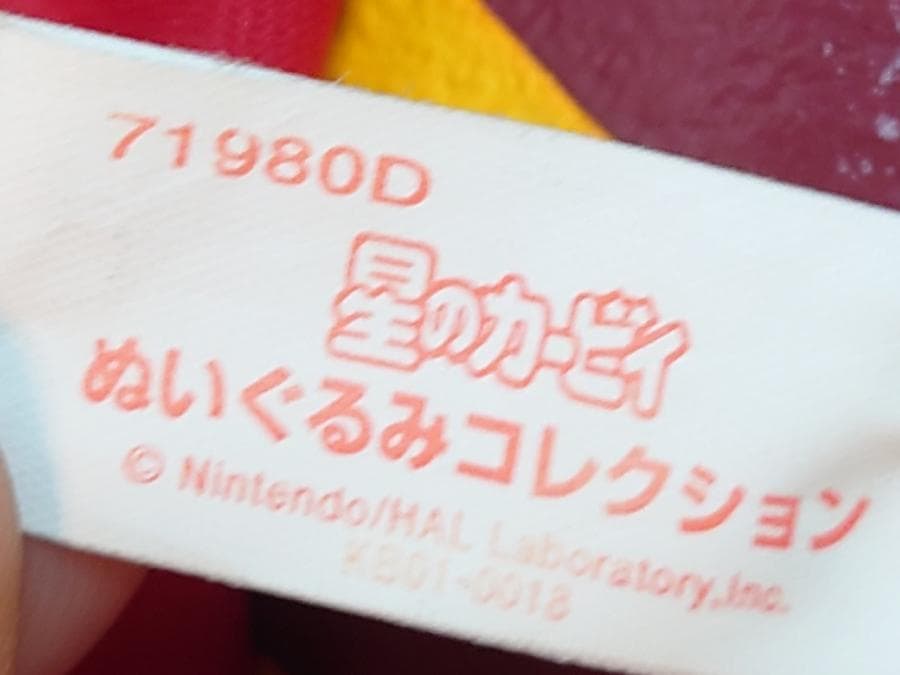 71980D
星のカービィ
ぬいぐるみコレクション
© Nintendo/HAL Laboratory,Inc.
KB01-0018